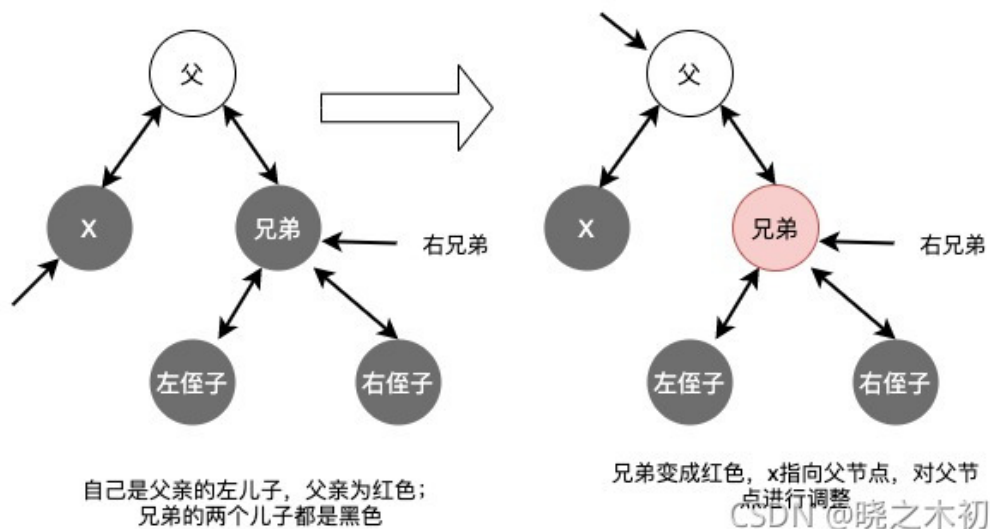 父
X
兄弟
右兄弟
左侄子
右侄子
自己是父亲的左儿子，父亲为红色；
兄弟的两个儿子都是黑色
父
X
兄弟
右兄弟
左侄子
右侄子
兄弟变成红色，x指向父节点，对父节
点进行调整
CSDN @晓之木初